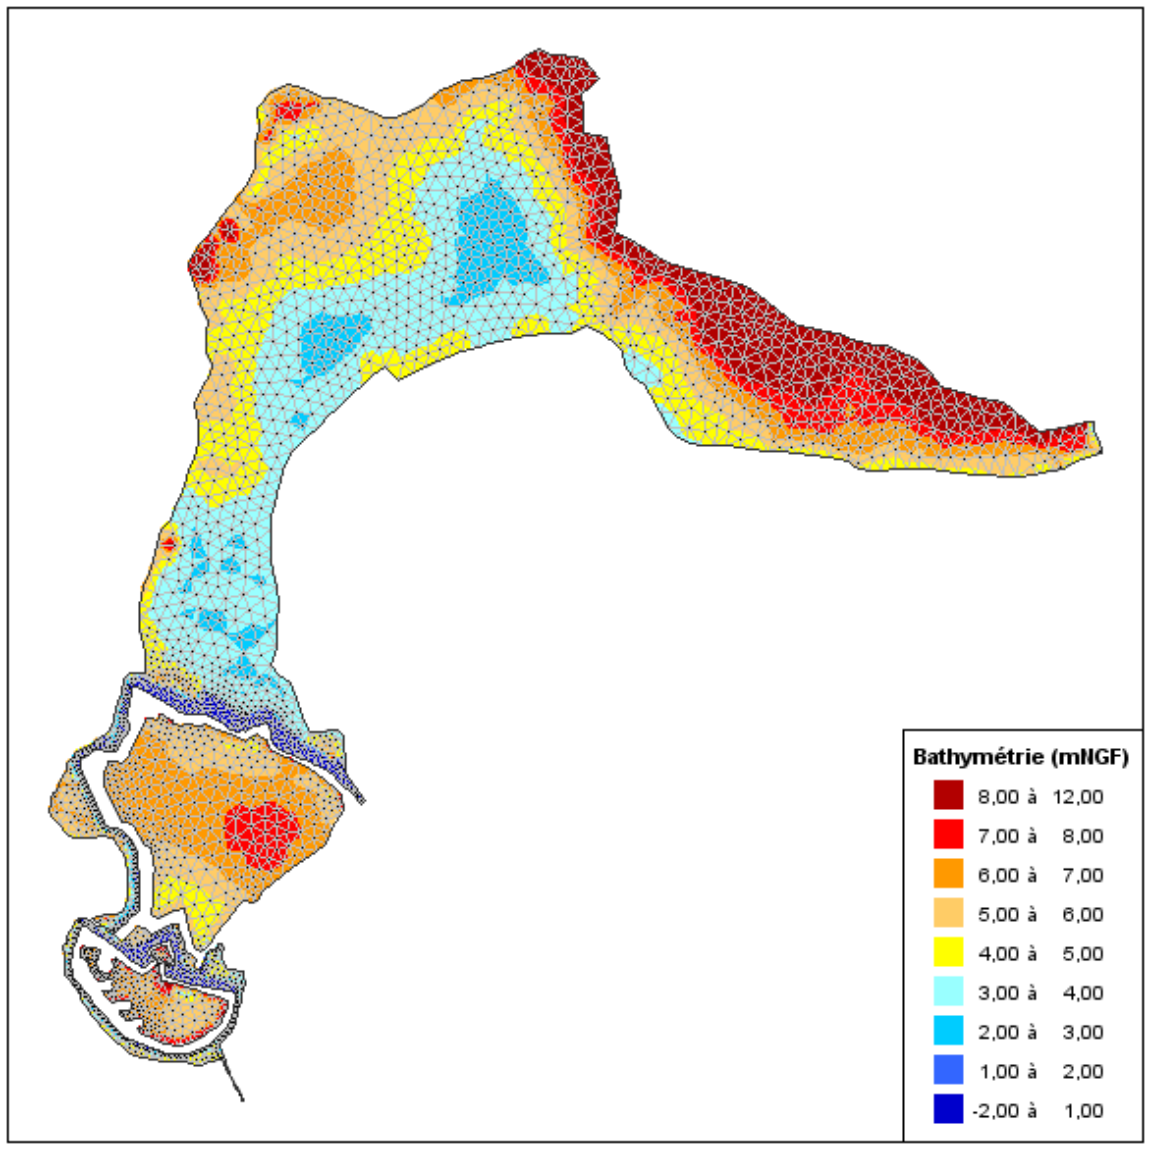 Bathymétrie (mNGF)
8,00 à 12,00
7,00 à 8,00
6,00 à 7,00
5,00 à 6,00
4,00 à 5,00
3,00 à 4,00
2,00 à 3,00
1,00 à 2,00
-2,00 à 1,00